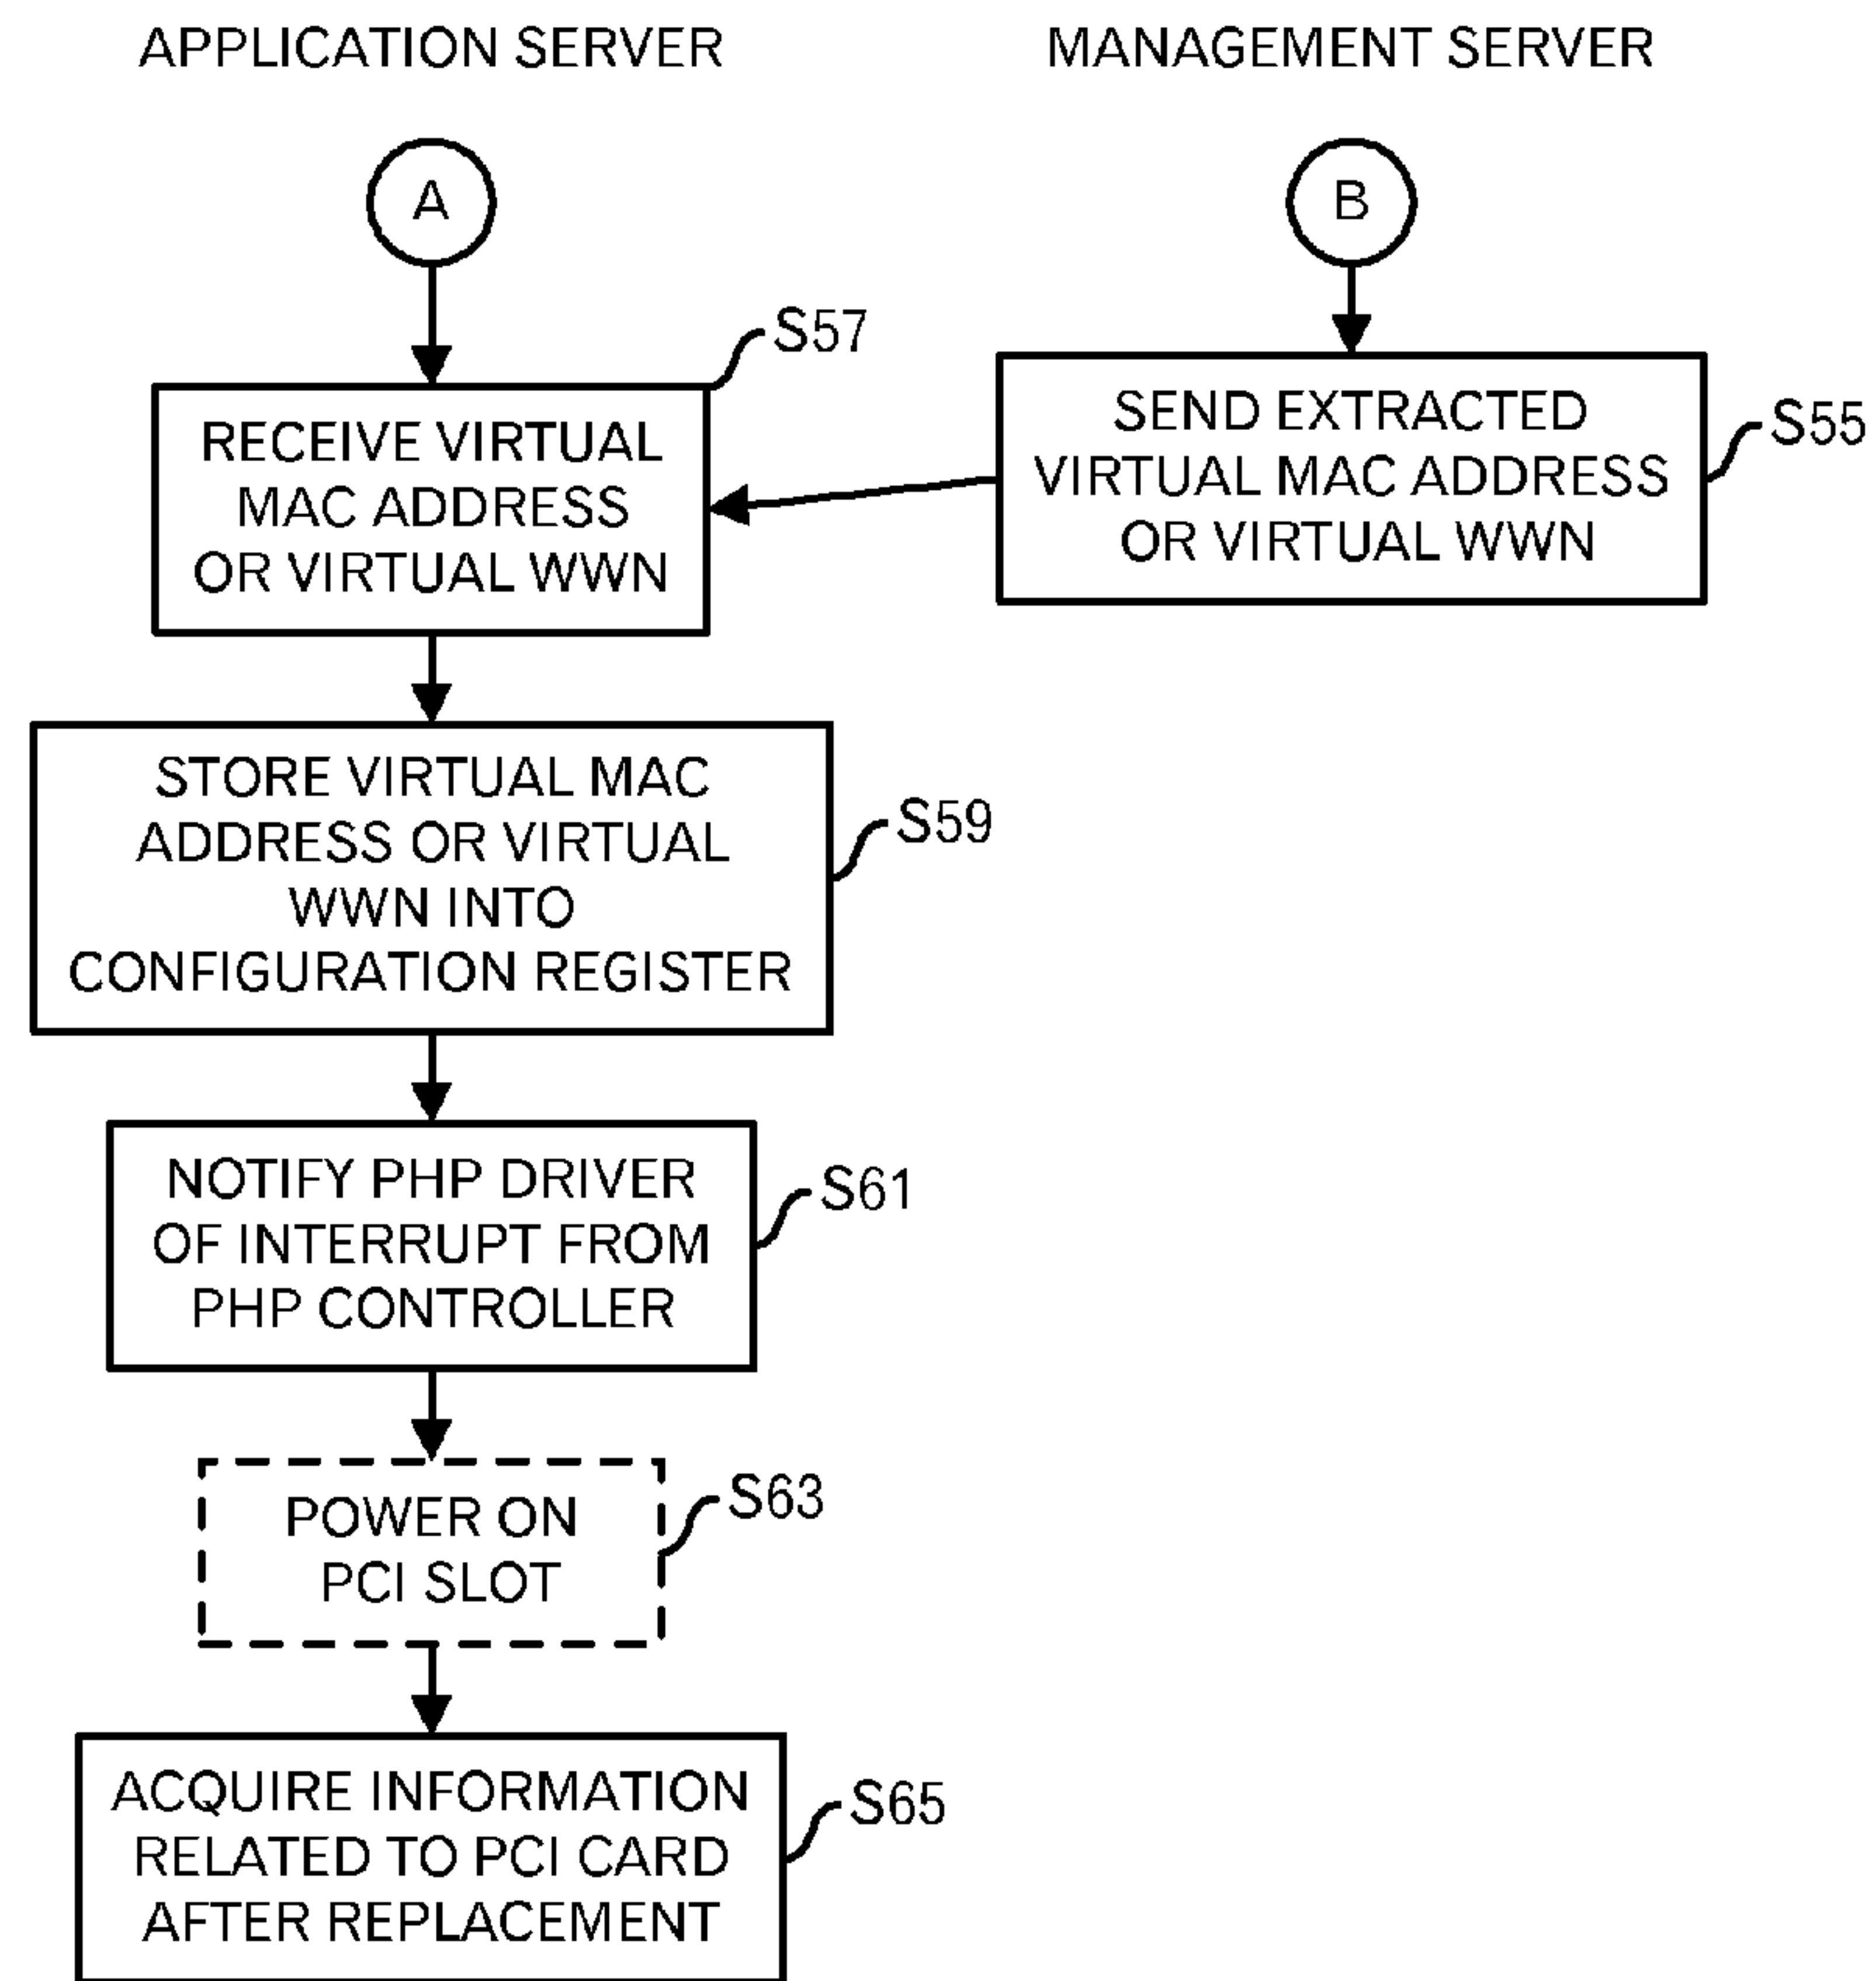 APPLICATION SERVER
MANAGEMENT SERVER
A
B
S57
RECEIVE VIRTUAL
MAC ADDRESS
OR VIRTUAL WWN
SEND EXTRACTED
VIRTUAL MAC ADDRESS
OR VIRTUAL WWN
S55
STORE VIRTUAL MAC
ADDRESS OR VIRTUAL
WWN INTO
CONFIGURATION REGISTER
S59
NOTIFY PHP DRIVER
OF INTERRUPT FROM
PHP CONTROLLER
S61
POWER ON
PCI SLOT
S63
ACQUIRE INFORMATION
RELATED TO PCI CARD
AFTER REPLACEMENT
S65